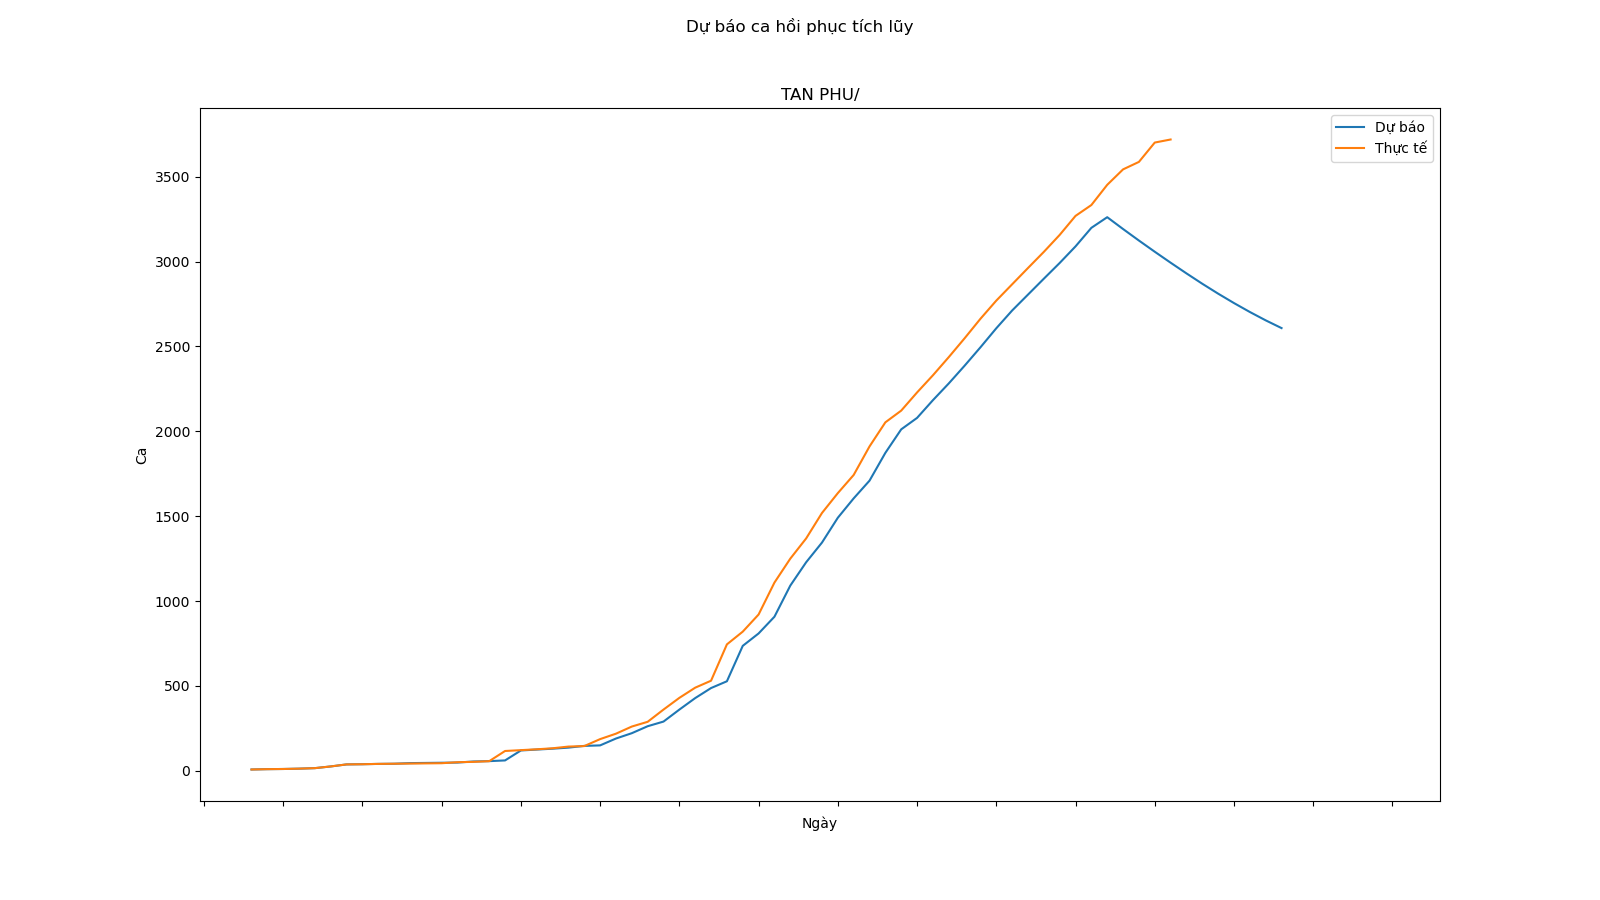 Dự báo ca hồi phục tích lũy
TAN PHU/
Dự báo
Thực tế
3500
3000
2500
2000
1500
1000
500
0
Ca
Ngày